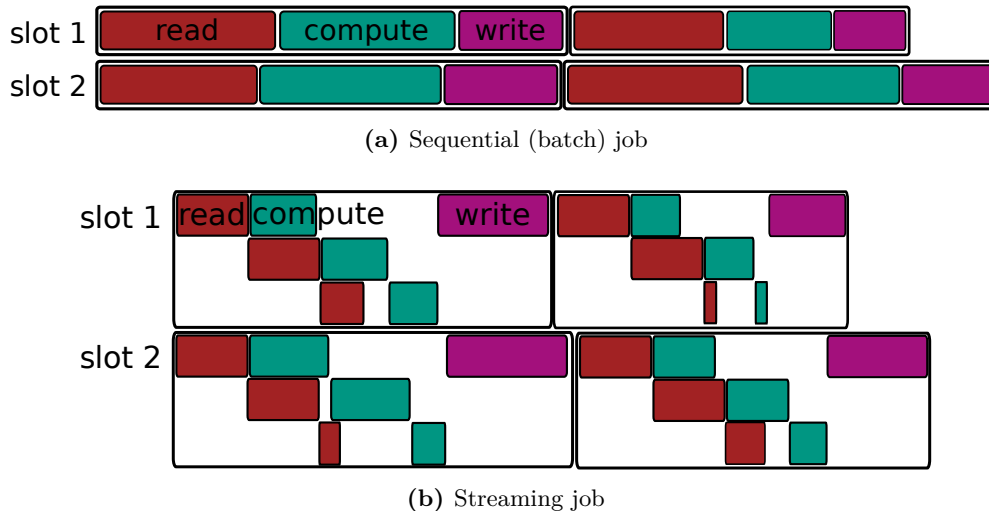 slot 1 read compute write
slot 2
(a) Sequential (batch) job
slot 1 read compute write
slot 2
(b) Streaming job